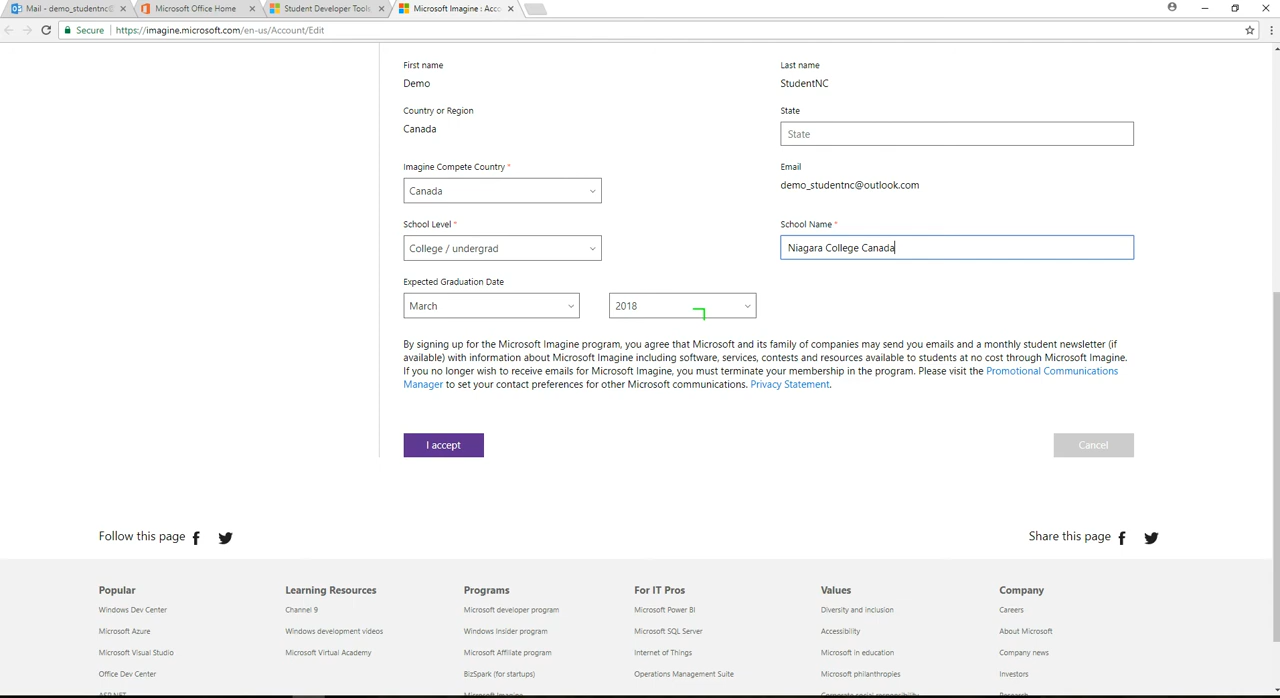 Mail - demo_studentnc@
Microsoft Office Home
Student Developer Tools
Microsoft Imagine : Acco
Secure
https://imagine.microsoft.com/en-us/Account/Edit
First name
Last name
Demo
StudentNC
Country or Region
State
Canada
State
Imagine Compete Country *
Email
Canada
demo_studentnc@outlook.com
School Level *
School Name *
College / undergrad
Niagara College Canada
Expected Graduation Date
March
2018
By signing up for the Microsoft Imagine program, you agree that Microsoft and its family of companies may send you emails and a monthly student newsletter (if
available) with information about Microsoft Imagine including software, services, contests and resources available to students at no cost through Microsoft Imagine.
If you no longer wish to receive emails for Microsoft Imagine, you must terminate your membership in the program. Please visit the Promotional Communications
Manager to set your contact preferences for other Microsoft communications. Privacy Statement.
I accept
Cancel
Follow this page
Share this page
Popular
Learning Resources
Programs
For IT Pros
Values
Company
Windows Dev Center
Channel 9
Microsoft developer program
Microsoft Power BI
Diversity and inclusion
Careers
Microsoft Azure
Windows development videos
Windows Insider program
Microsoft SQL Server
Accessibility
About Microsoft
Microsoft Visual Studio
Microsoft Virtual Academy
Microsoft Affiliate program
Internet of Things
Microsoft in education
Company news
Office Dev Center
BizSpark (for startups)
Operations Management Suite
Microsoft philanthropies
Investors
ASP.NET
Microsoft Imagine
Corporate social responsibility
Research